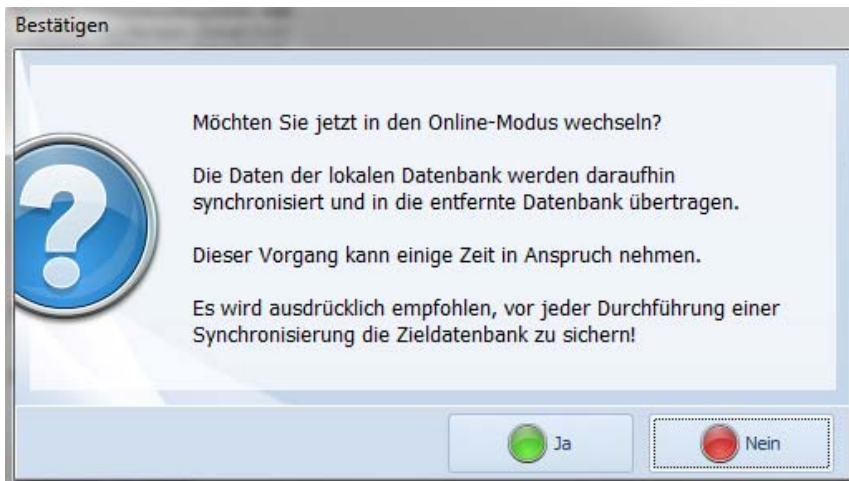 Bestätigen
Möchten Sie jetzt in den Online-Modus wechseln?
Die Daten der lokalen Datenbank werden daraufhin
synchronisiert und in die entfernte Datenbank übertragen.
Dieser Vorgang kann einige Zeit in Anspruch nehmen.
Es wird ausdrücklich empfohlen, vor jeder Durchführung einer
Synchronisierung die Zieldatenbank zu sichern!
Ja
Nein